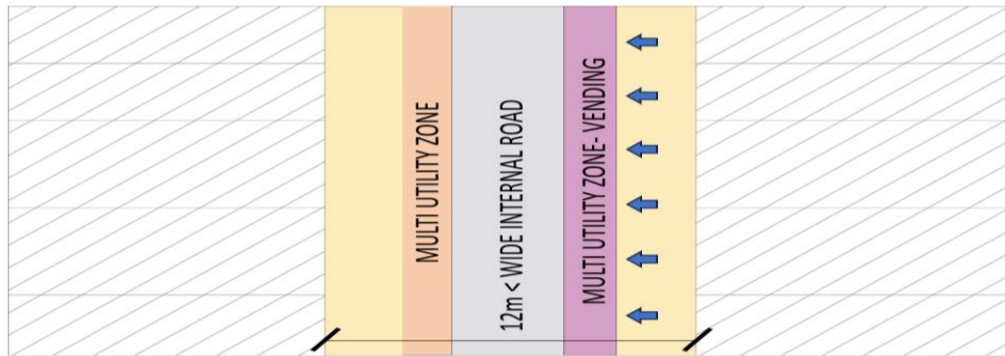 MULTI UTILITY ZONE
12m < WIDE INTERNAL ROAD
MULTI UTILITY ZONE- VENDING